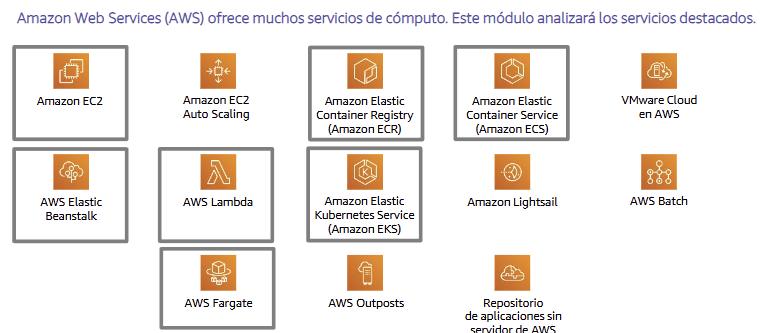 Amazon Web Services (AWS) ofrece muchos servicios de cómputo. Este módulo analizará los servicios destacados.
Amazon EC2
Amazon EC2
Auto Scaling
Amazon Elastic
Container Registry
(Amazon ECR)
Amazon Elastic
Container Service
(Amazon ECS)
VMware Cloud
en AWS
AWS Elastic
Beanstalk
AWS Lambda
Amazon Elastic
Kubernetes Service
(Amazon EKS)
Amazon Lightsail
AWS Batch
AWS Fargate
AWS Outposts
Repositorio
de aplicaciones sin
servidor de AWS